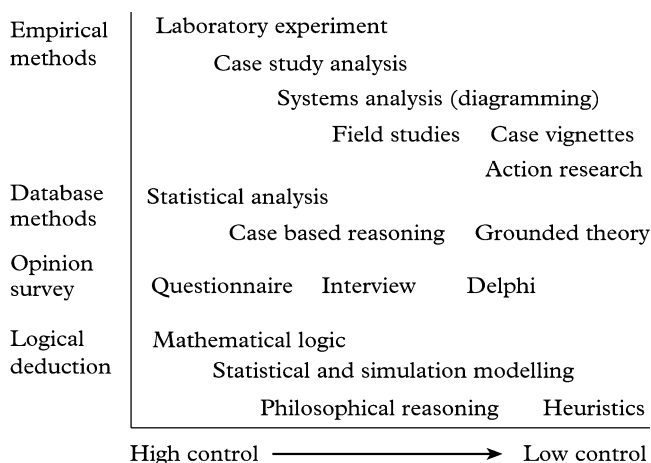 Empirical methods
Laboratory experiment
Case study analysis
Systems analysis (diagramming)
Field studies Case vignettes
Action research
Database methods
Statistical analysis
Case based reasoning Grounded theory
Opinion survey
Questionnaire Interview Delphi
Logical deduction
Mathematical logic
Statistical and simulation modelling
Philosophical reasoning Heuristics
High control Low control